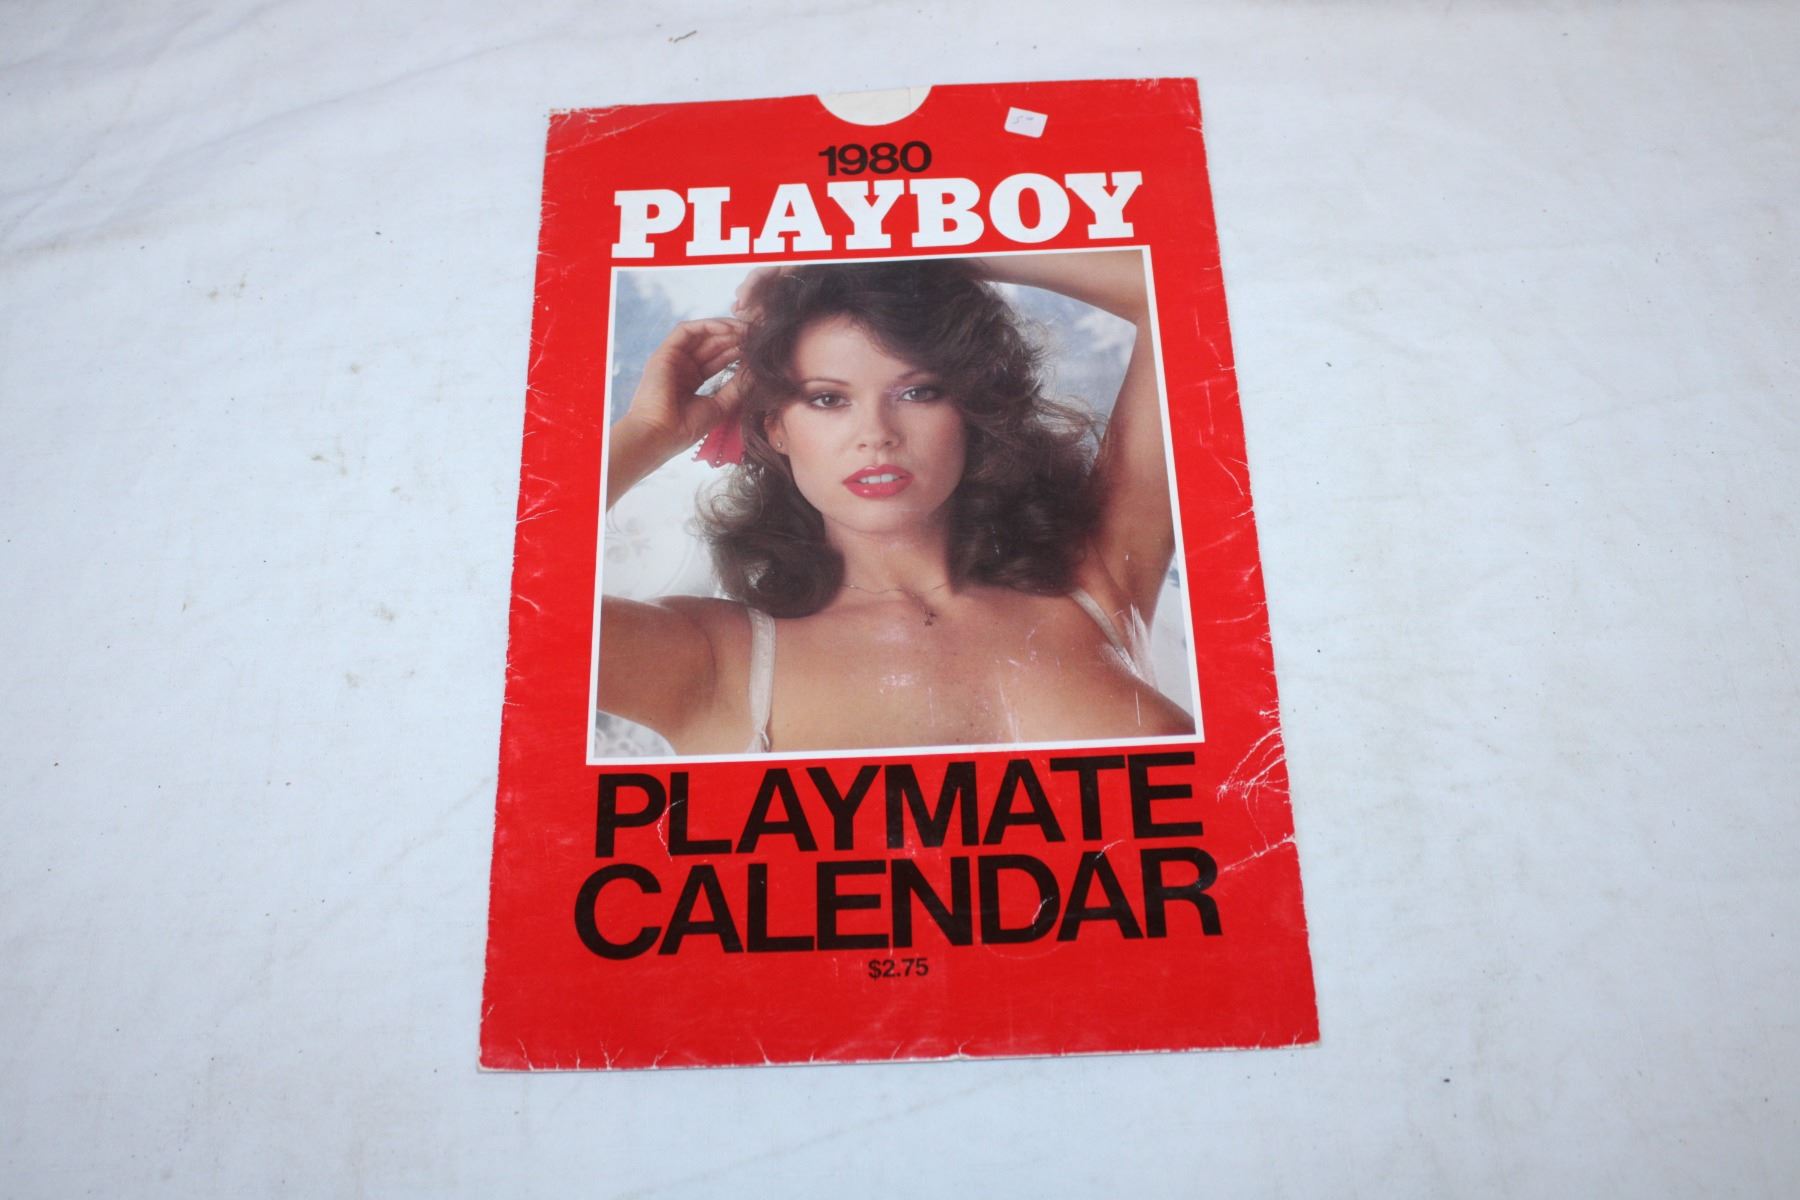 1980
PLAYBOY
PLAYMATE
CALENDAR
$2.75